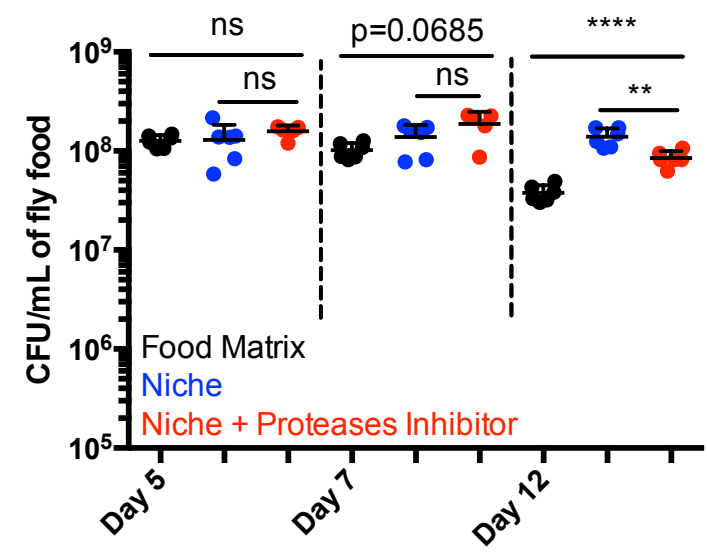 ns
p=0.0685
****
ns
ns
**
10⁹
10⁸
10⁷
10⁶
10⁵
CFU/mL of fly food
Food Matrix
Niche
Niche + Proteases Inhibitor
Day 5
Day 7
Day 12